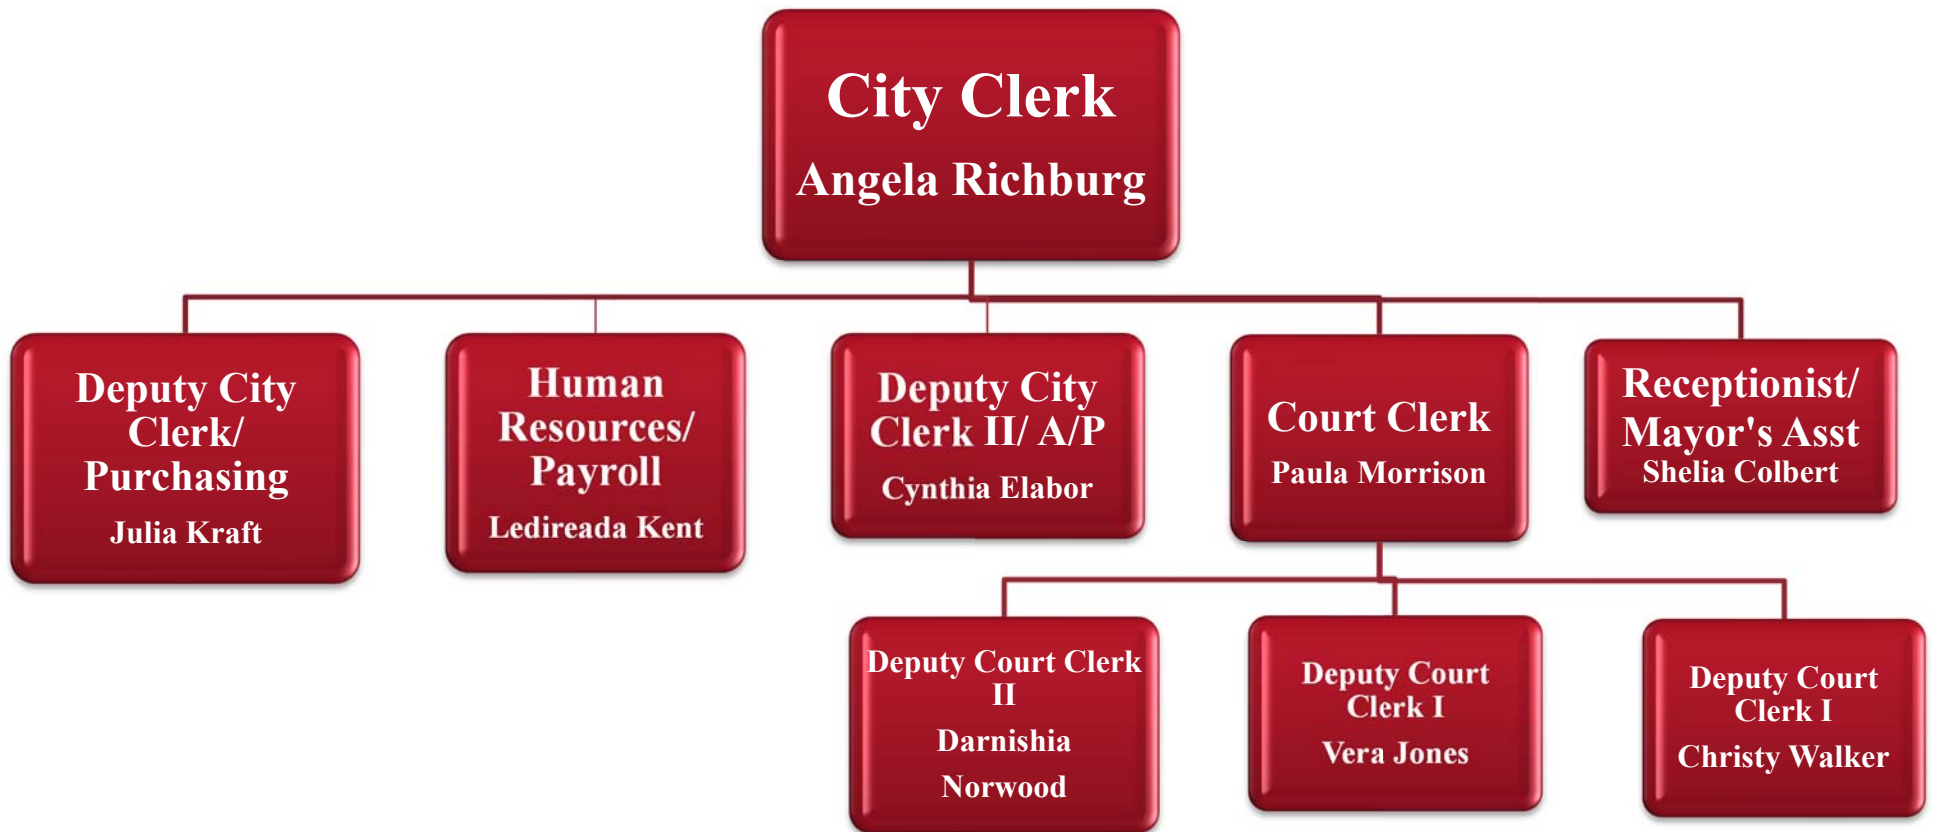 City Clerk
Angela Richburg
Deputy City
Clerk/
Purchasing
Julia Kraft
Human
Resources/
Payroll
Ledireada Kent
Deputy City
Clerk II/ A/P
Cynthia Elabor
Court Clerk
Paula Morrison
Receptionist/
Mayor's Asst
Shelia Colbert
Deputy Court Clerk
II
Darnishia
Norwood
Deputy Court
Clerk I
Vera Jones
Deputy Court
Clerk I
Christy Walker